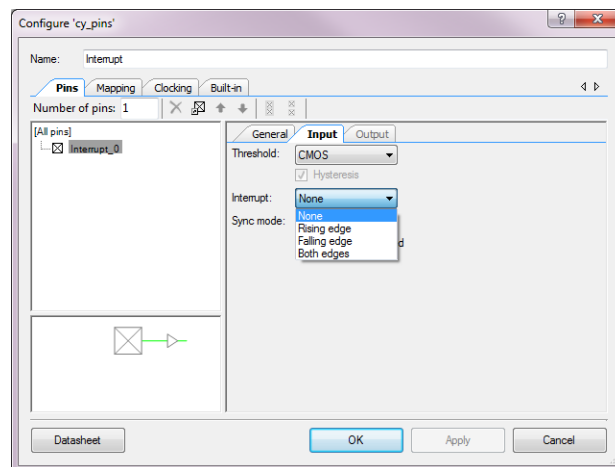 Configure 'cy_pins'
Name: Interrupt
Pins Mapping Clocking Built-in
Number of pins: 1
[All pins]
Interrupt_0
General Input Output
Threshold: CMOS
Hysteresis
Interrupt: None
None
Sync mode:
Rising edge
Falling edge
d
Both edges
Datasheet OK Apply Cancel